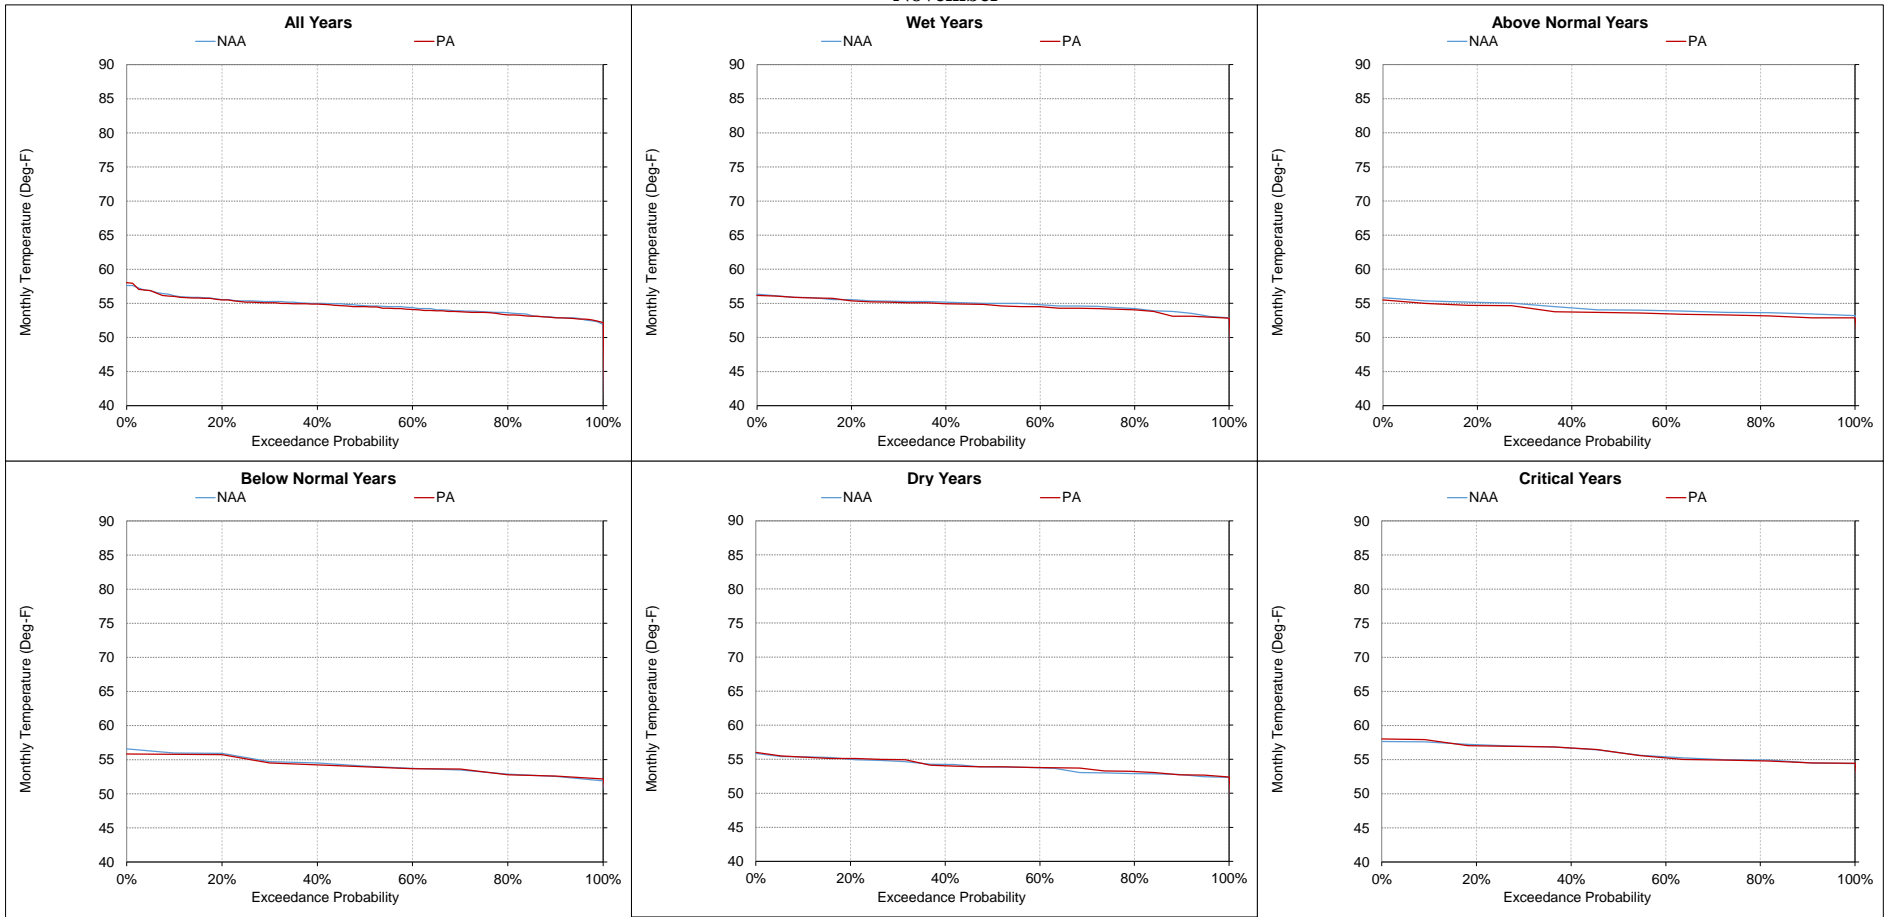 All Years
NAA PA
90
85
80
75
70
65
60
55
50
45
40
Monthly Temperature (Deg-F)
0% 20% 40% 60% 80% 100%
Exceedance Probability
Wet Years
NAA PA
90
85
80
75
70
65
60
55
50
45
40
Monthly Temperature (Deg-F)
0% 20% 40% 60% 80% 100%
Exceedance Probability
Above Normal Years
NAA PA
90
85
80
75
70
65
60
55
50
45
40
Monthly Temperature (Deg-F)
0% 20% 40% 60% 80% 100%
Exceedance Probability
Below Normal Years
NAA PA
90
85
80
75
70
65
60
55
50
45
40
Monthly Temperature (Deg-F)
0% 20% 40% 60% 80% 100%
Exceedance Probability
Dry Years
NAA PA
90
85
80
75
70
65
60
55
50
45
40
Monthly Temperature (Deg-F)
0% 20% 40% 60% 80% 100%
Exceedance Probability
Critical Years
NAA PA
90
85
80
75
70
65
60
55
50
45
40
Monthly Temperature (Deg-F)
0% 20% 40% 60% 80% 100%
Exceedance Probability